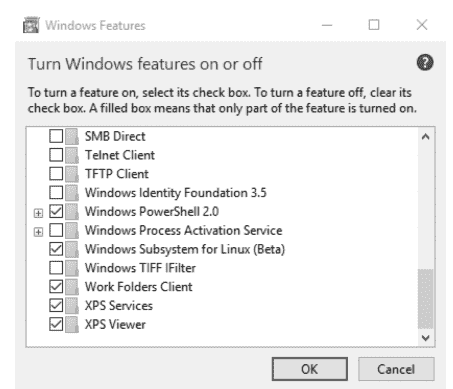 Windows Features
Turn Windows features on or off
To turn a feature on, select its check box. To turn a feature off, clear its
check box. A filled box means that only part of the feature is turned on.
SMB Direct
Telnet Client
TFTP Client
Windows Identity Foundation 3.5
Windows PowerShell 2.0
Windows Process Activation Service
Windows Subsystem for Linux (Beta)
Windows TIFF IFilter
Work Folders Client
XPS Services
XPS Viewer
OK Cancel